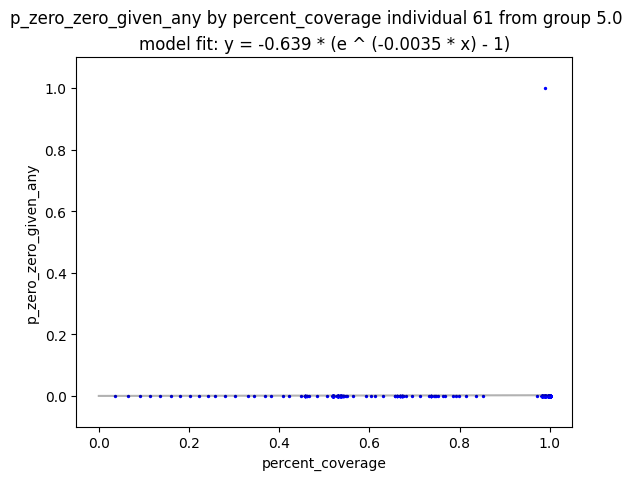 p_zero_zero_given_any by percent_coverage individual 61 from group 5.0
model fit: y = -0.639 * (e ^ (-0.0035 * x) - 1)
1.0
0.8
0.6
0.4
0.2
0.0
p_zero_zero_given_any
0.0 0.2 0.4 0.6 0.8 1.0
percent_coverage